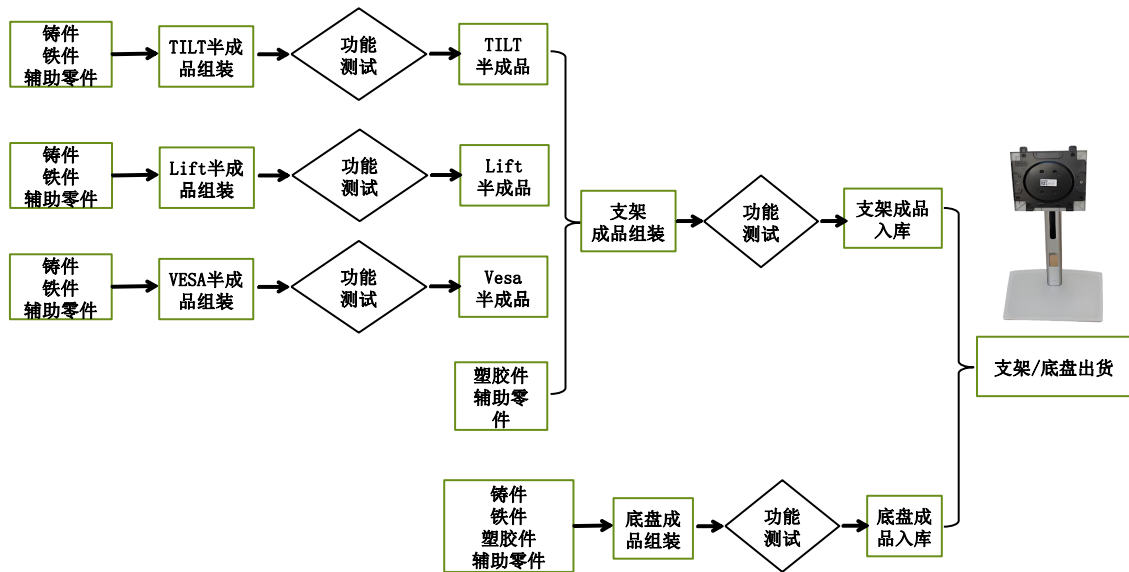 铸件
铁件
辅助零件
TILT半成
品组装
功能
测试
TILT
半成品
铸件
铁件
辅助零件
Lift半成
品组装
功能
测试
Lift
半成品
支架
成品组装
功能
测试
支架成品
入库
铸件
铁件
辅助零件
VESA半成
品组装
功能
测试
Vesa
半成品
塑胶件
辅助零
件
支架/底盘出货
铸件
铁件
塑胶件
辅助零件
底盘成
品组装
功能
测试
底盘成
品入库